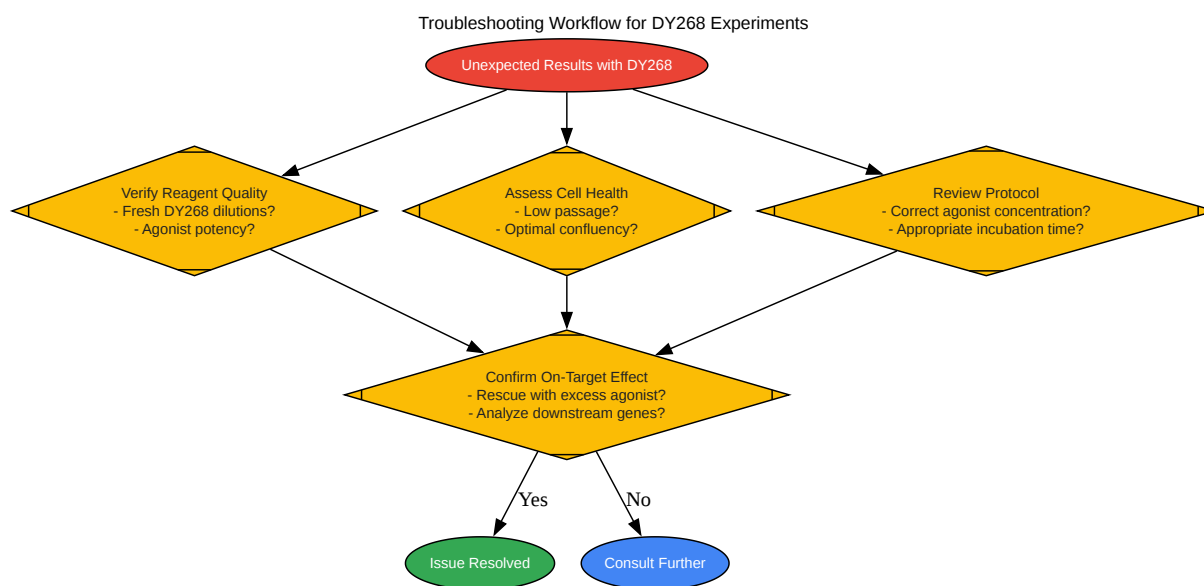 Troubleshooting Workflow for DY268 Experiments
Unexpected Results with DY268
Verify Reagent Quality
- Fresh DY268 dilutions?
- Agonist potency?
Assess Cell Health
- Low passage?
- Optimal confluency?
Review Protocol
- Correct agonist concentration?
- Appropriate incubation time?
Confirm On-Target Effect
- Rescue with excess agonist?
- Analyze downstream genes?
Yes
No
Issue Resolved
Consult Further